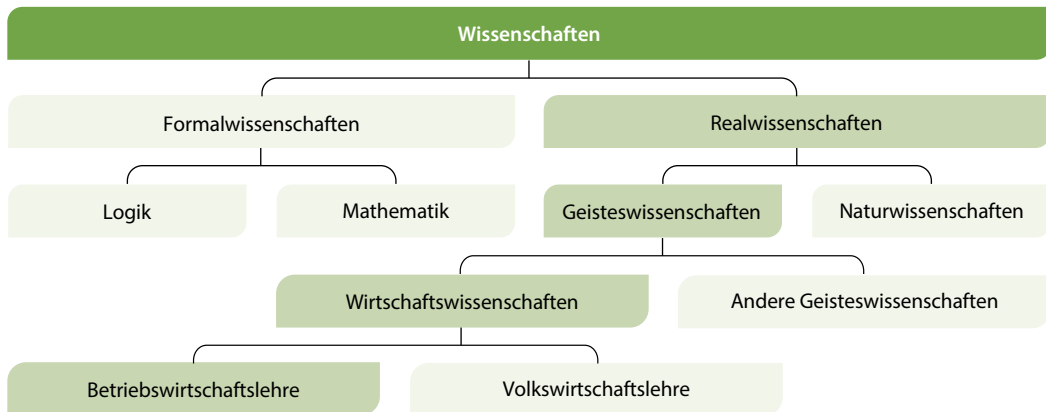 Wissenschaften
Formalwissenschaften
Realwissenschaften
Logik
Mathematik
Geisteswissenschaften
Naturwissenschaften
Wirtschaftswissenschaften
Andere Geisteswissenschaften
Betriebswirtschaftslehre
Volkswirtschaftslehre